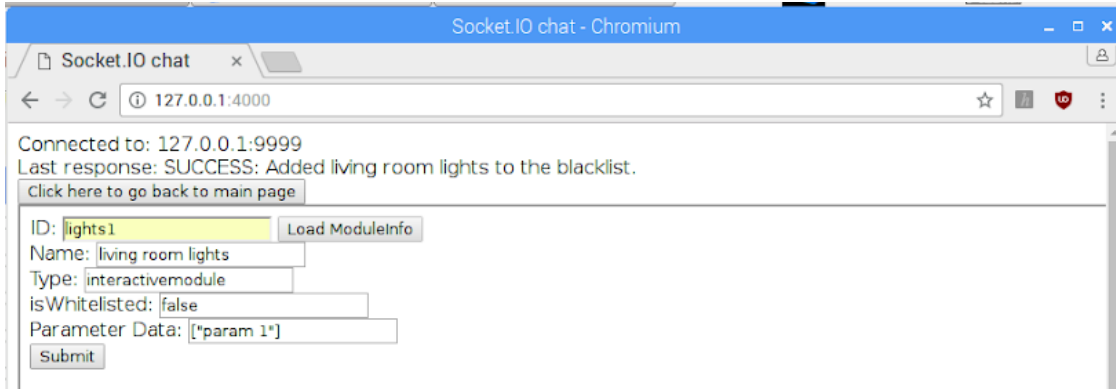 Socket.IO chat - Chromium
Socket.IO chat
127.0.0.1:4000
Connected to: 127.0.0.1:9999
Last response: SUCCESS: Added living room lights to the blacklist.
Click here to go back to main page
ID: lights1 Load ModuleInfo
Name: living room lights
Type: interactivemodule
isWhitelisted: false
Parameter Data: ["param 1"]
Submit